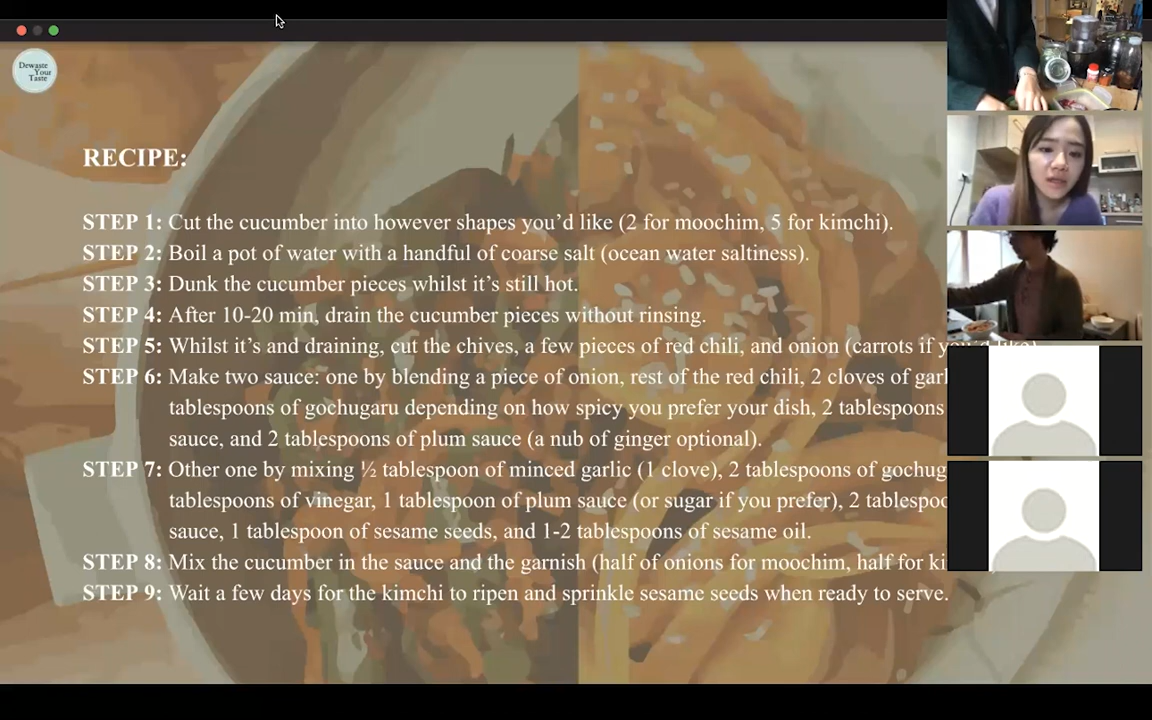 Dewaste
Your
Taste
RECIPE:
STEP 1: Cut the cucumber into however shapes you’d like (2 for moochim, 5 for kimchi).
STEP 2: Boil a pot of water with a handful of coarse salt (ocean water saltiness).
STEP 3: Dunk the cucumber pieces whilst it’s still hot.
STEP 4: After 10-20 min, drain the cucumber pieces without rinsing.
STEP 5: Whilst it’s and draining, cut the chives, a few pieces of red chili, and onion (carrots if you’d like)
STEP 6: Make two sauce: one by blending a piece of onion, rest of the red chili, 2 cloves of
tablespoons of gochugaru depending on how spicy you prefer your dish, 2 tablespoons
sauce, and 2 tablespoons of plum sauce (a nub of ginger optional).
STEP 7: Other one by mixing ½ tablespoon of minced garlic (1 clove), 2 tablespoons of
tablespoons of vinegar, 1 tablespoon of plum sauce (or sugar if you prefer), 2
sauce, 1 tablespoon of sesame seeds, and 1-2 tablespoons of sesame oil.
STEP 8: Mix the cucumber in the sauce and the garnish (half of onions for moochim, half for
STEP 9: Wait a few days for the kimchi to ripen and sprinkle sesame seeds when ready to serve.